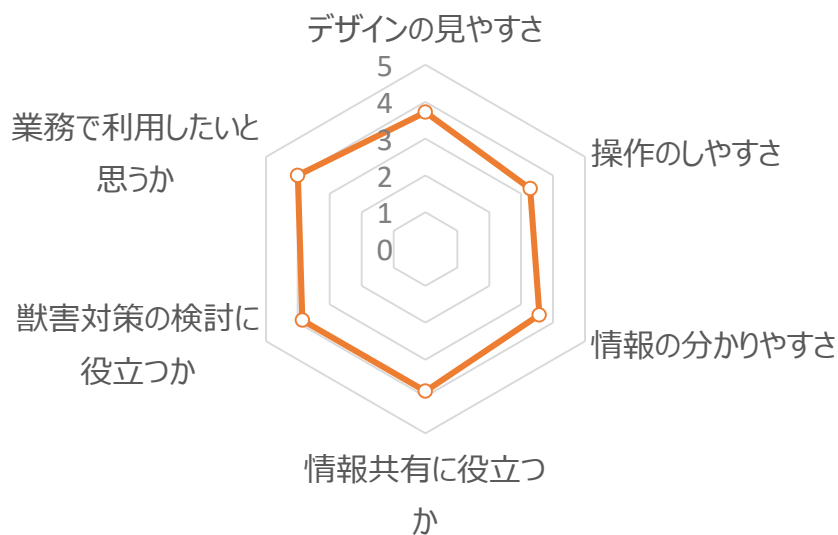 デザインの見やすさ
5
4
3
2
1
0
操作のしやすさ
情報の分かりやすさ
情報共有に役立つ
か
獣害対策の検討に
役立つか
業務で利用したいと
思うか